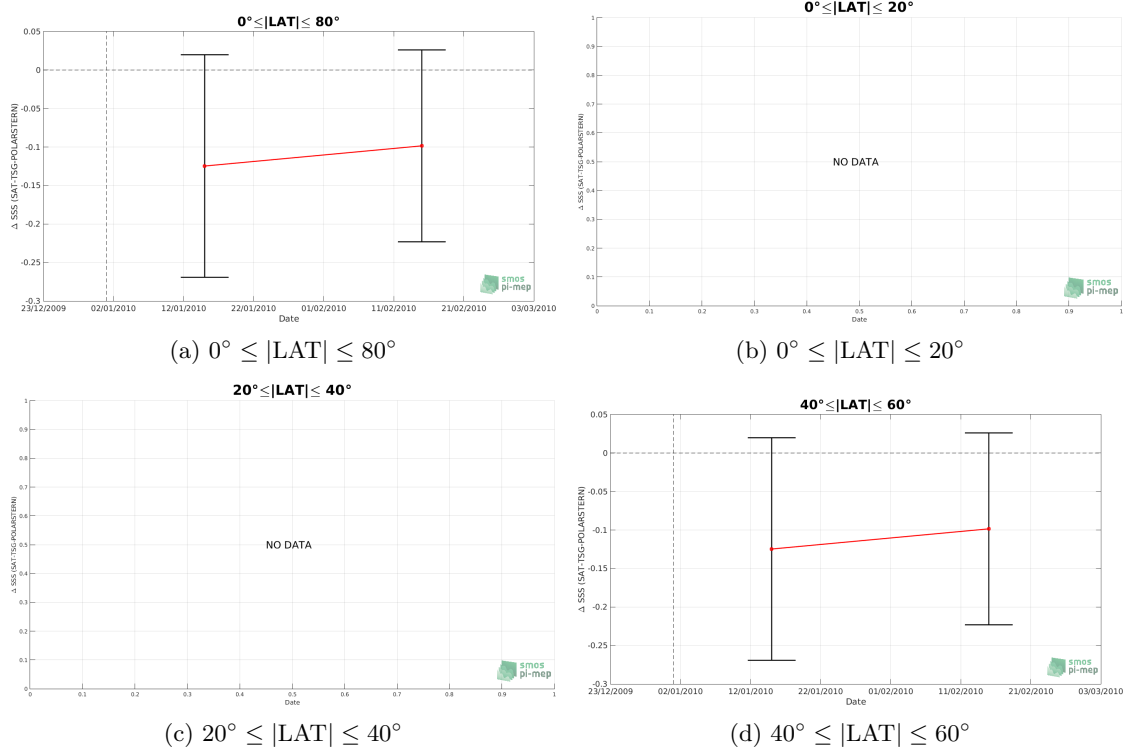 0°≤|LAT|≤ 80°
0.05
0
-0.05
-0.1
-0.15
-0.2
-0.25
-0.3
Δ SSS (SAT-TSG-POLARSTERN)
23/12/2009 02/01/2010 12/01/2010 22/01/2010 01/02/2010 11/02/2010 21/02/2010 03/03/2010
Date
smos
pi-mep
(a) 0° ≤ |LAT| ≤ 80°
0°≤|LAT|≤ 20°
1
0.9
0.8
0.7
0.6
0.5
0.4
0.3
0.2
0.1
0
Δ SSS (SAT-TSG-POLARSTERN)
NO DATA
0 0.1 0.2 0.3 0.4 0.5 0.6 0.7 0.8 0.9 1
Date
smos
pi-mep
(b) 0° ≤ |LAT| ≤ 20°
20°≤|LAT|≤ 40°
1
0.9
0.8
0.7
0.6
0.5
0.4
0.3
0.2
0.1
0
Δ SSS (SAT-TSG-POLARSTERN)
NO DATA
0 0.1 0.2 0.3 0.4 0.5 0.6 0.7 0.8 0.9 1
Date
smos
pi-mep
(c) 20° ≤ |LAT| ≤ 40°
40°≤|LAT|≤ 60°
0.05
0
-0.05
-0.1
-0.15
-0.2
-0.25
-0.3
Δ SSS (SAT-TSG-POLARSTERN)
23/12/2009 02/01/2010 12/01/2010 22/01/2010 01/02/2010 11/02/2010 21/02/2010 03/03/2010
Date
smos
pi-mep
(d) 40° ≤ |LAT| ≤ 60°